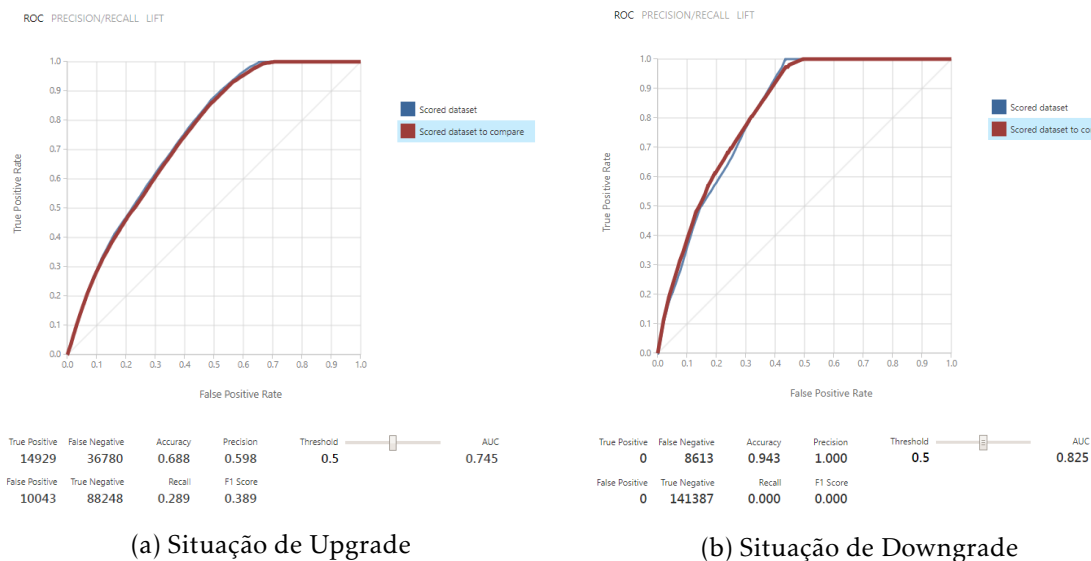 ROC PRECISION/RECALL LIFT
1.0
0.9
0.8
0.7
0.6
0.5
0.4
0.3
0.2
0.1
0.0
True Positive Rate
0.0 0.1 0.2 0.3 0.4 0.5 0.6 0.7 0.8 0.9 1.0
False Positive Rate
Scored dataset
Scored dataset to compare
True Positive False Negative Accuracy Precision Threshold AUC
14929 36780 0.688 0.598 0.5 0.745
False Positive True Negative Recall F1 Score
10043 88248 0.289 0.389
(a) Situação de Upgrade
ROC PRECISION/RECALL LIFT
1.0
0.9
0.8
0.7
0.6
0.5
0.4
0.3
0.2
0.1
0.0
True Positive Rate
0.0 0.1 0.2 0.3 0.4 0.5 0.6 0.7 0.8 0.9 1.0
False Positive Rate
Scored dataset
Scored dataset to co
True Positive False Negative Accuracy Precision Threshold AUC
0 8613 0.943 1.000 0.5 0.825
False Positive True Negative Recall F1 Score
0 141387 0.000 0.000
(b) Situação de Downgrade